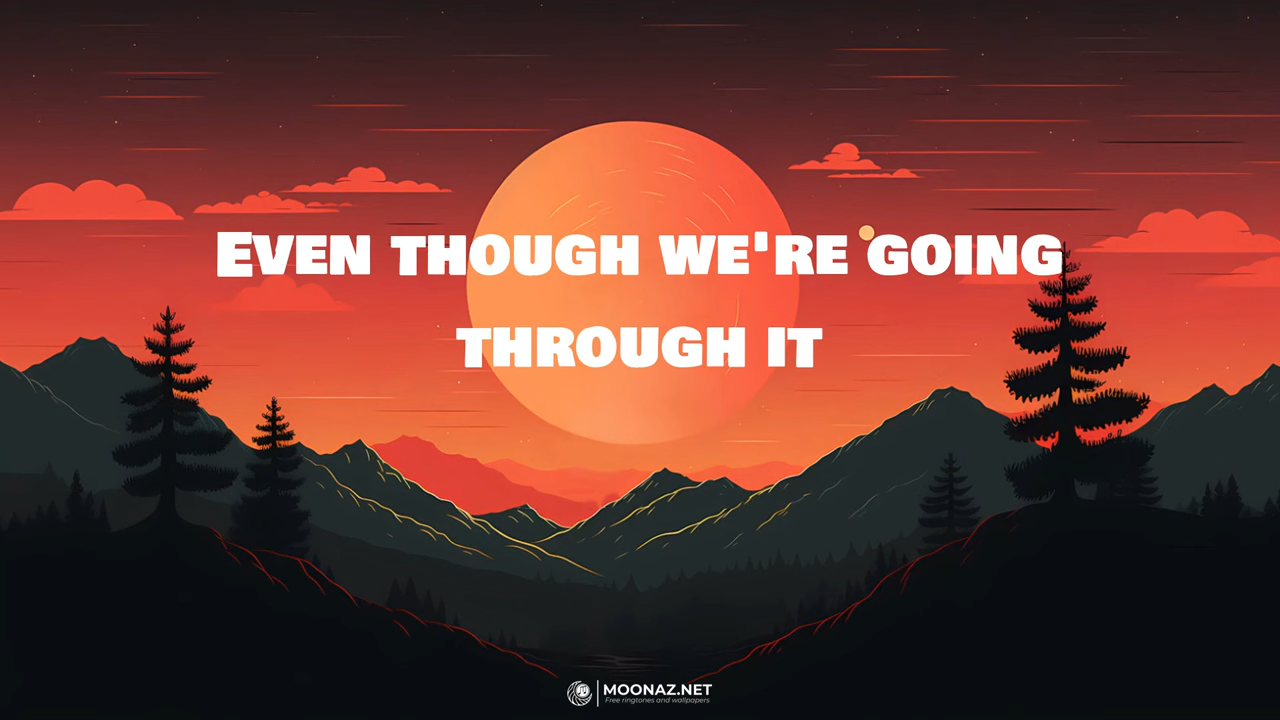 Even though we're going
through it
MOONAZ.NET
Free ringtones and wallpapers